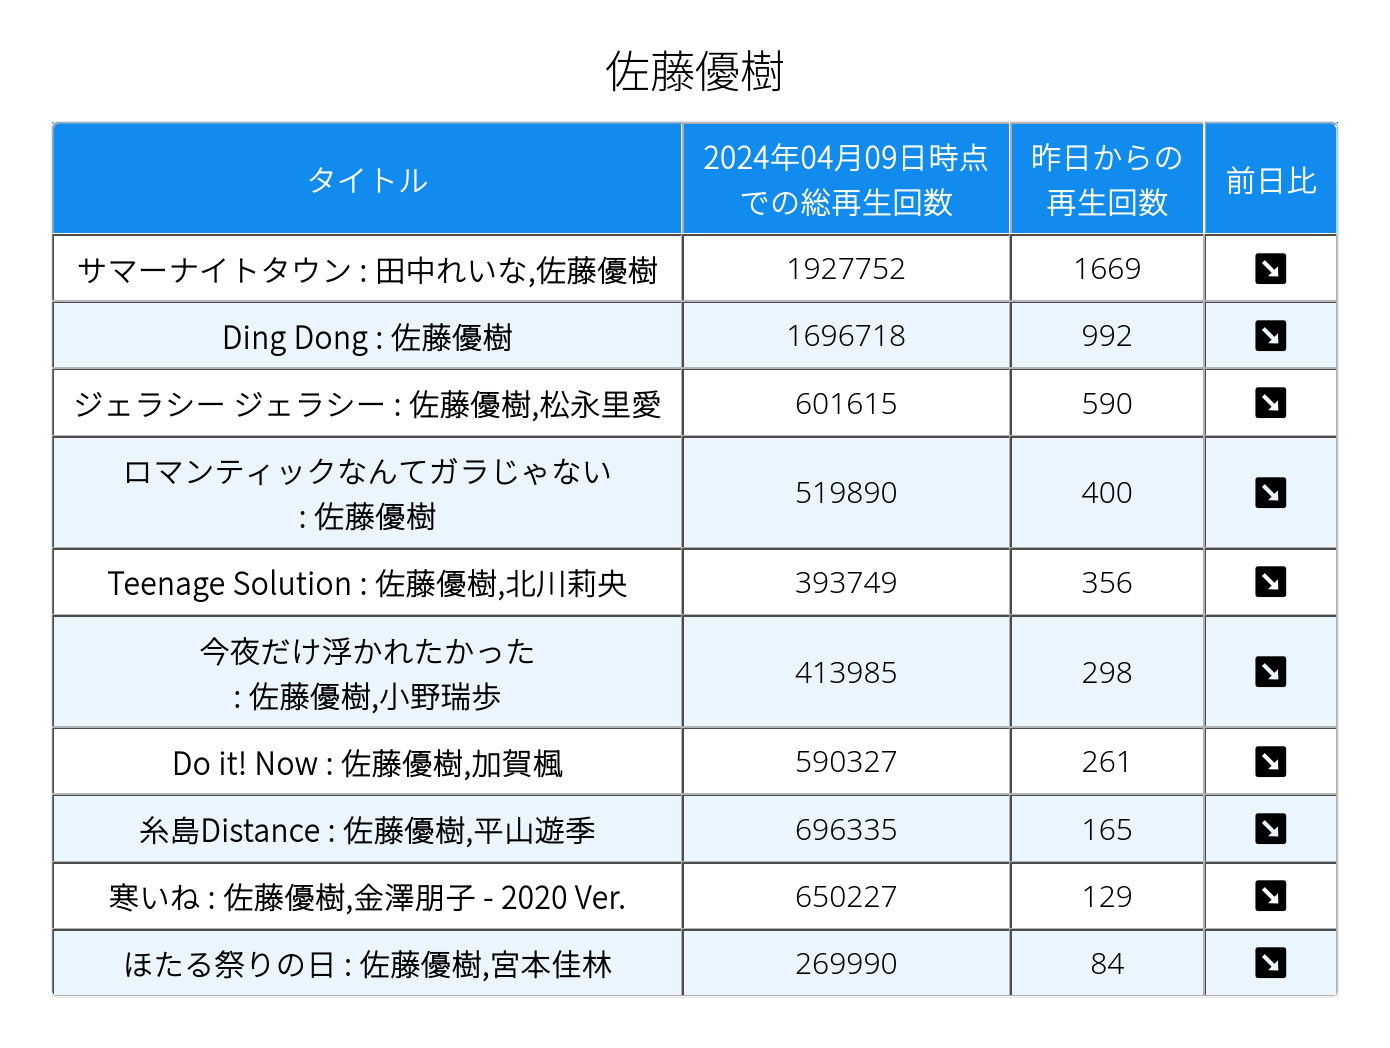 佐藤優樹
タイトル
2024年04月09日時点
での総再生回数
昨日からの
再生回数
前日比
サマーナイトタウン : 田中れいな,佐藤優樹 1927752 1669
Ding Dong : 佐藤優樹 1696718 992
ジェラシー ジェラシー : 佐藤優樹,松永里愛 601615 590
ロマンティックなんてガラじゃない
: 佐藤優樹 519890 400
Teenage Solution : 佐藤優樹,北川莉央 393749 356
今夜だけ浮かれたかった
: 佐藤優樹,小野瑞歩 413985 298
Do it! Now : 佐藤優樹,加賀楓 590327 261
糸島Distance : 佐藤優樹,平山遊季 696335 165
寒いね : 佐藤優樹,金澤朋子 - 2020 Ver. 650227 129
ほたる祭りの日 : 佐藤優樹,宮本佳林 269990 84